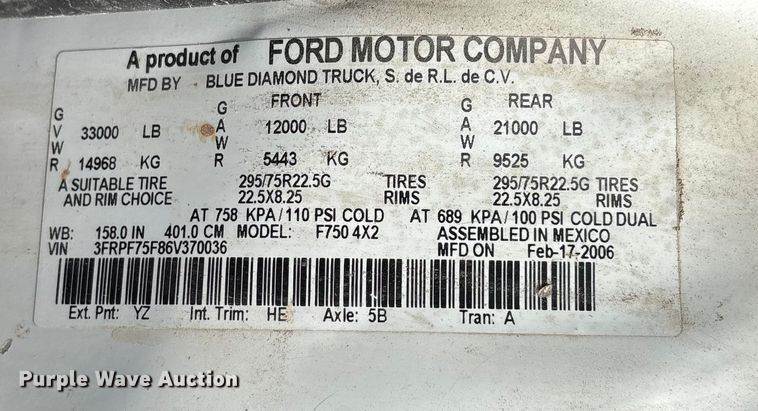 A product of FORD MOTOR COMPANY
MFD BY BLUE DIAMOND TRUCK, S. de R.L. de C.V.
FRONT REAR
GVWR 33000 LB GAWR 12000 LB GAWR 21000 LB
14968 KG 5443 KG 9525 KG
A SUITABLE TIRE 295/75R22.5G TIRES 295/75R22.5G TIRES
AND RIM CHOICE 22.5X8.25 RIMS 22.5X8.25 RIMS
AT 758 KPA/110 PSI COLD AT 689 KPA/100 PSI COLD DUAL
WB: 158.0 IN 401.0 CM MODEL: F750 4X2 ASSEMBLED IN MEXICO
VIN 3FRPF75F86V370036 MFD ON Feb-17-2006
Ext. Pnt: YZ Int. Trim: HE Axle: 5B Tran: A
Purple Wave Auction